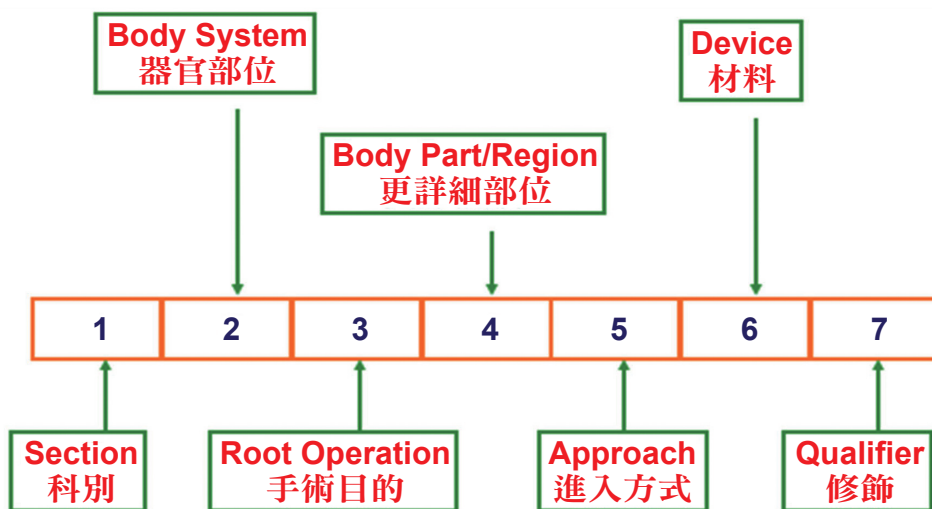 Body System
器官部位
Device
材料
Body Part/Region
更詳細部位
1 2 3 4 5 6 7
Section
科別
Root Operation
手術目的
Approach
進入方式
Qualifier
修飾